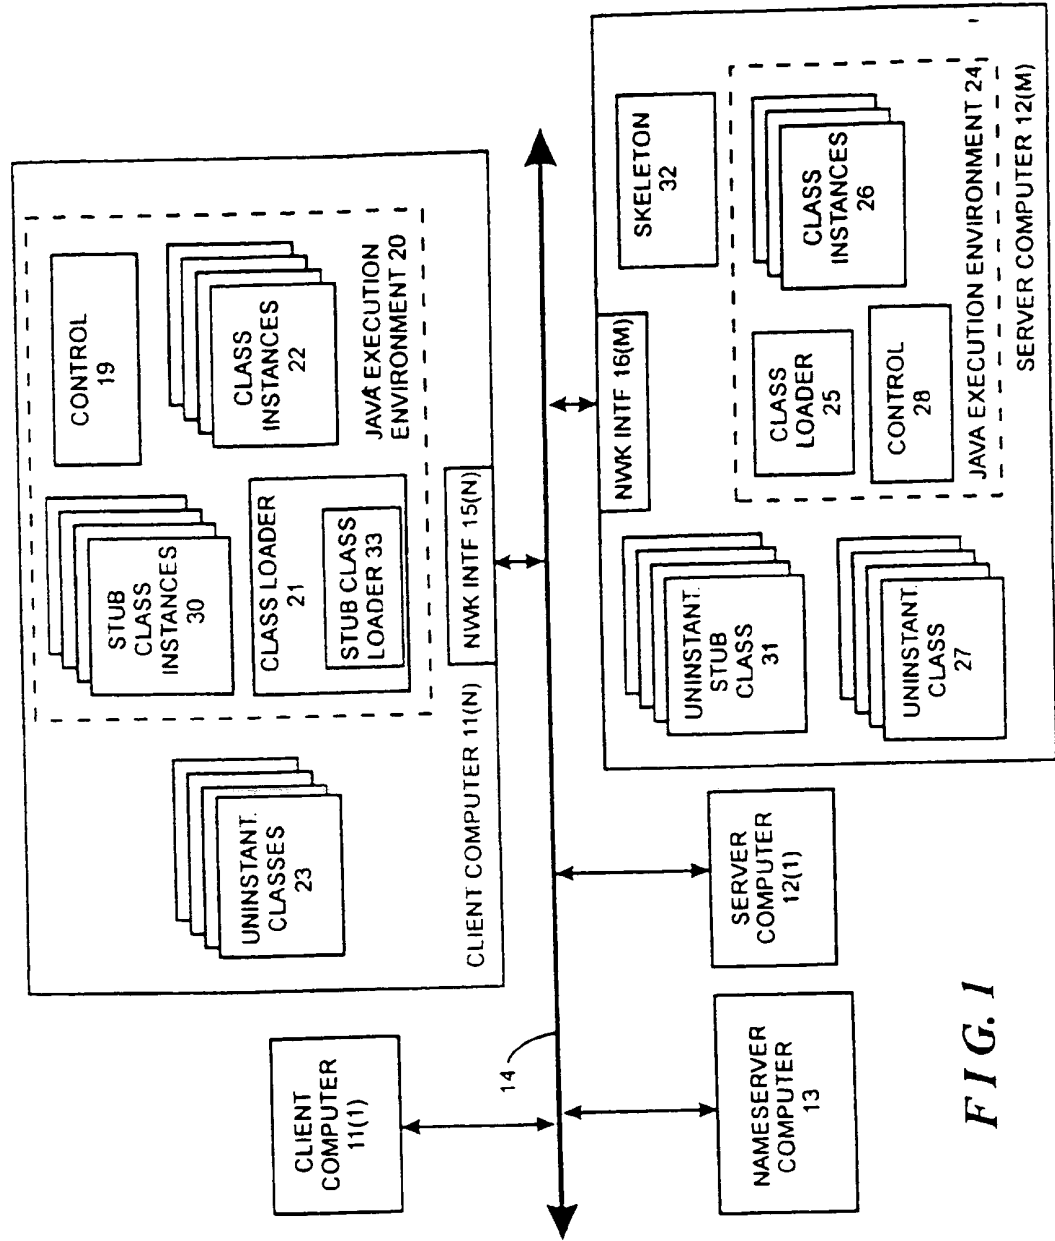 CLIENT
COMPUTER
11(1)
UNINSTANT.
CLASSES
23
STUB
CLASS
INSTANCES
30
CONTROL
19
CLASS LOADER
21
STUB CLASS
LOADER 33
CLASS
INSTANCES
22
JAVA EXECUTION
ENVIRONMENT 20
CLIENT COMPUTER 11(N)
NWK INTF 15(N)
14
NAMESERVER
COMPUTER
13
SERVER
COMPUTER
12(1)
NWK INTF 16(M)
UNINSTANT.
STUB
CLASS
31
SKELETON
32
UNINSTANT.
CLASS
27
CLASS
LOADER
25
CLASS
INSTANCES
26
CONTROL
28
JAVA EXECUTION ENVIRONMENT 24
SERVER COMPUTER 12(M)
FIG. 1